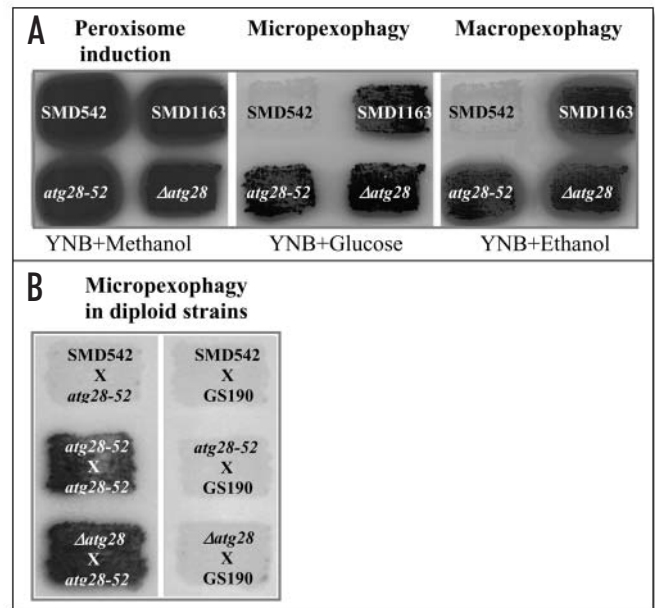 A
Peroxisome
induction
Micropexophagy
Macropexophagy
SMD542 SMD1163
SMD542 SMD1163
SMD542 SMD1163
atg28-52 Δatg28
atg28-52 Δatg28
atg28-52 Δatg28
YNB+Methanol
YNB+Glucose
YNB+Ethanol
B
Micropexophagy
in diploid strains
SMD542
X
atg28-52
SMD542
X
GS190
atg28-52
X
atg28-52
atg28-52
X
GS190
Δatg28
X
atg28-52
Δatg28
X
GS190